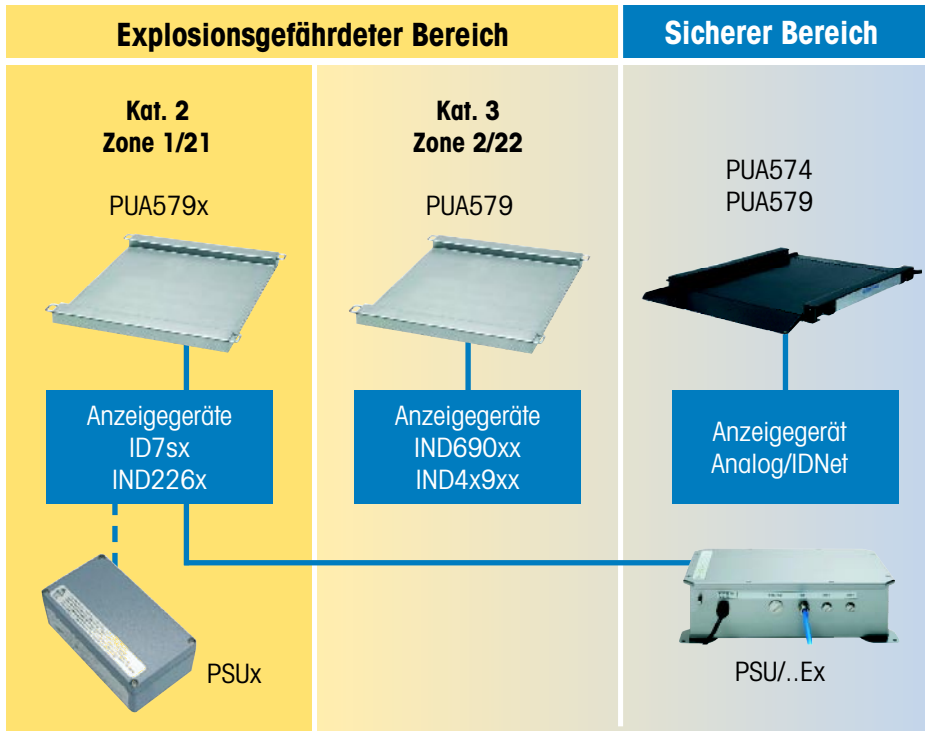 Explosionsgefährdeter Bereich
Sicherer Bereich
Kat. 2
Zone 1/21
PUA579x
Kat. 3
Zone 2/22
PUA579
PUA574
PUA579
Anzeigegeräte
ID7sx
IND226x
Anzeigegeräte
IND690xx
IND4x9xx
Anzeigegerät
Analog/IDNet
PSUx
PSU/..Ex